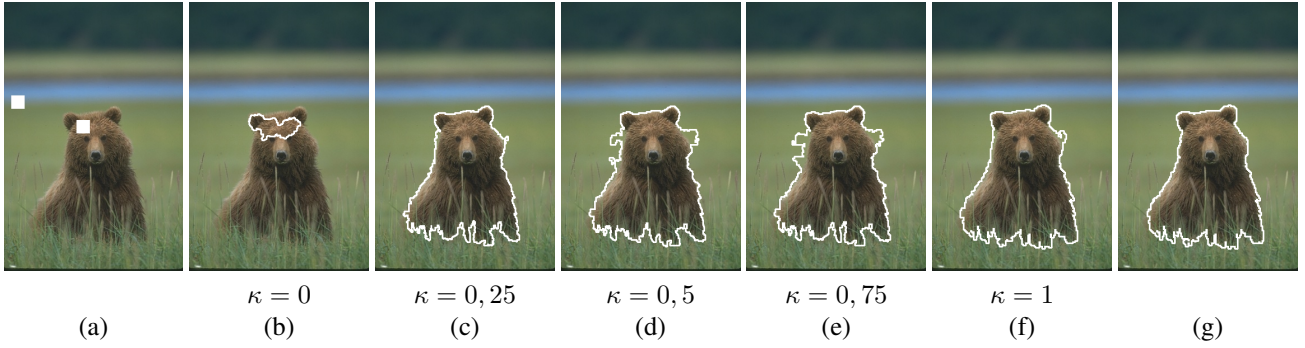 κ = 0 κ = 0, 25 κ = 0, 5 κ = 0, 75 κ = 1
(a) (b) (c) (d) (e) (f) (g)